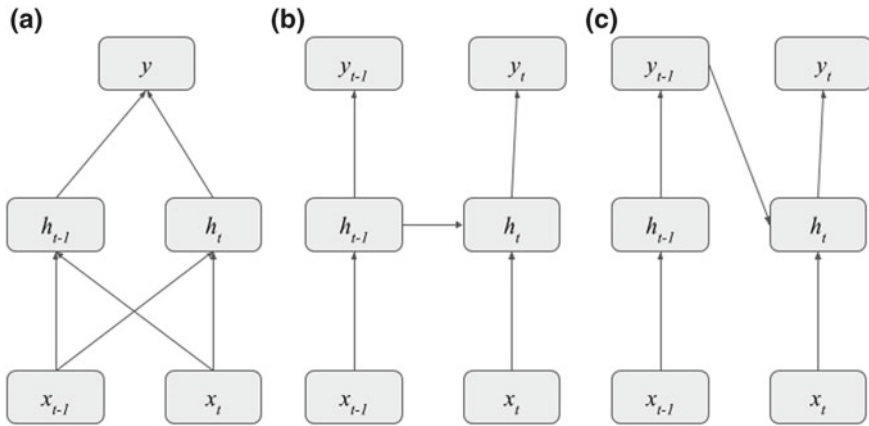 (a) (b) (c)
y y_{t-1} y_t y_{t-1} y_t
h_{t-1} h_t h_{t-1} h_t h_{t-1} h_t
x_{t-1} x_t x_{t-1} x_t x_{t-1} x_t